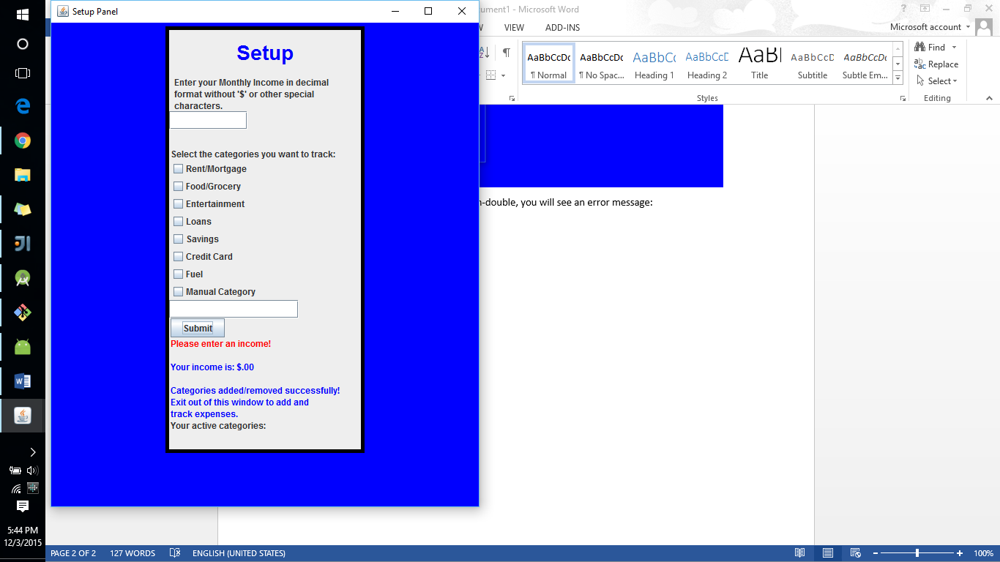 Setup Panel
Setup
Enter your Monthly Income in decimal
format without '$' or other special
characters.
Select the categories you want to track:
Rent/Mortgage
Food/Grocery
Entertainment
Loans
Savings
Credit Card
Fuel
Manual Category
Submit
Please enter an income!
Your income is: $.00
Categories added/removed successfully!
Exit out of this window to add and
track expenses.
Your active categories:
ument1 - Microsoft Word
W VIEW ADD-INS
Microsoft account
AaBbCcDc AaBbCcDc AaBbCc AaBbCcD AaBl AaBbCcD AaBbCcDc
¶ Normal ¶ No Spac... Heading 1 Heading 2 Title Subtitle Subtle Em...
Styles
Find
Replace
Select
Editing
n-double, you will see an error message:
5:44 PM
12/3/2015
PAGE 2 OF 2 127 WORDS ENGLISH (UNITED STATES) 100%